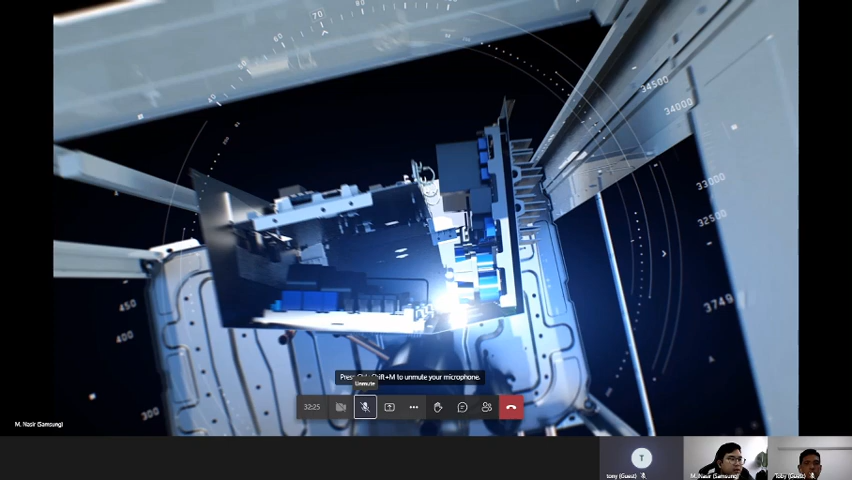 70
80
60
50
40
34500
34000
33000
32500
3749
450
400
300
Press Ctrl+Shift+M to unmute your microphone.
Unmute
32:25
M. Nasir (Samsung)
T
tony (Guest)
M. Nasir (Samsung)
Toby (Guest)